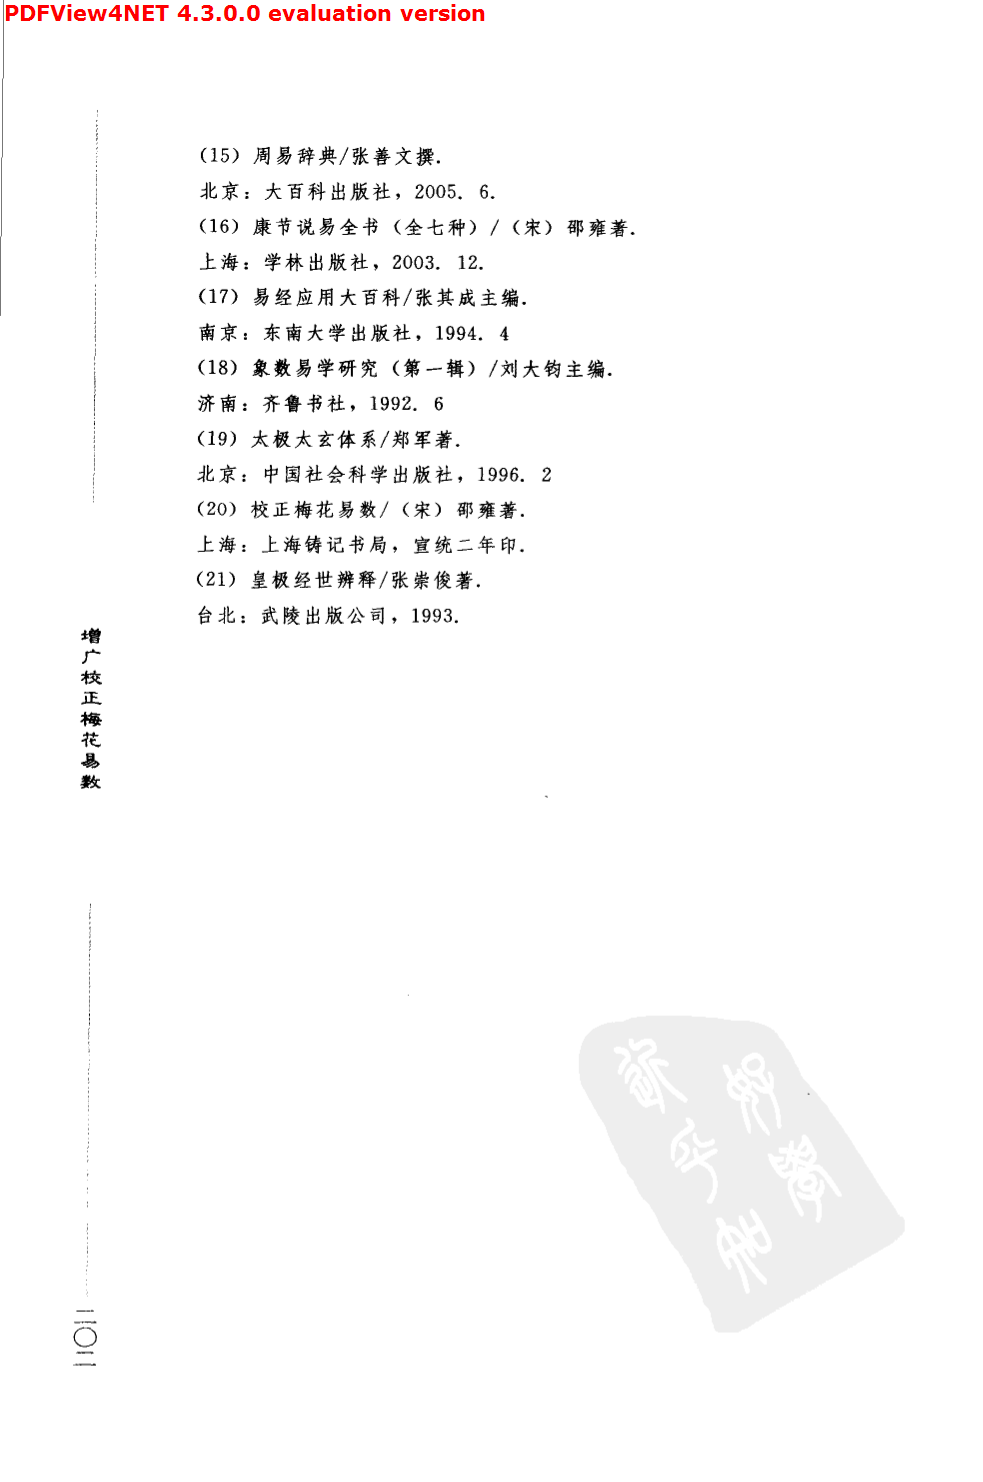 PDFView4NET 4.3.0.0 evaluation version
(15) 周易辞典/张善文撰.
北京：大百科出版社，2005. 6.
(16) 康节说易全书（全七种）/（宋）邵雍著.
上海：学林出版社，2003. 12.
(17) 易经应用大百科/张其成主编.
南京：东南大学出版社，1994. 4
(18) 象数易学研究（第一辑）/刘大钧主编.
济南：齐鲁书社，1992. 6
(19) 太极太玄体系/郑军著.
北京：中国社会科学出版社，1996. 2
(20) 校正梅花易数/（宋）邵雍著.
上海：上海铸记书局，宣统二年印.
(21) 皇极经世辨释/张崇俊著.
台北：武陵出版公司，1993.
增广校正梅花易数
二〇二